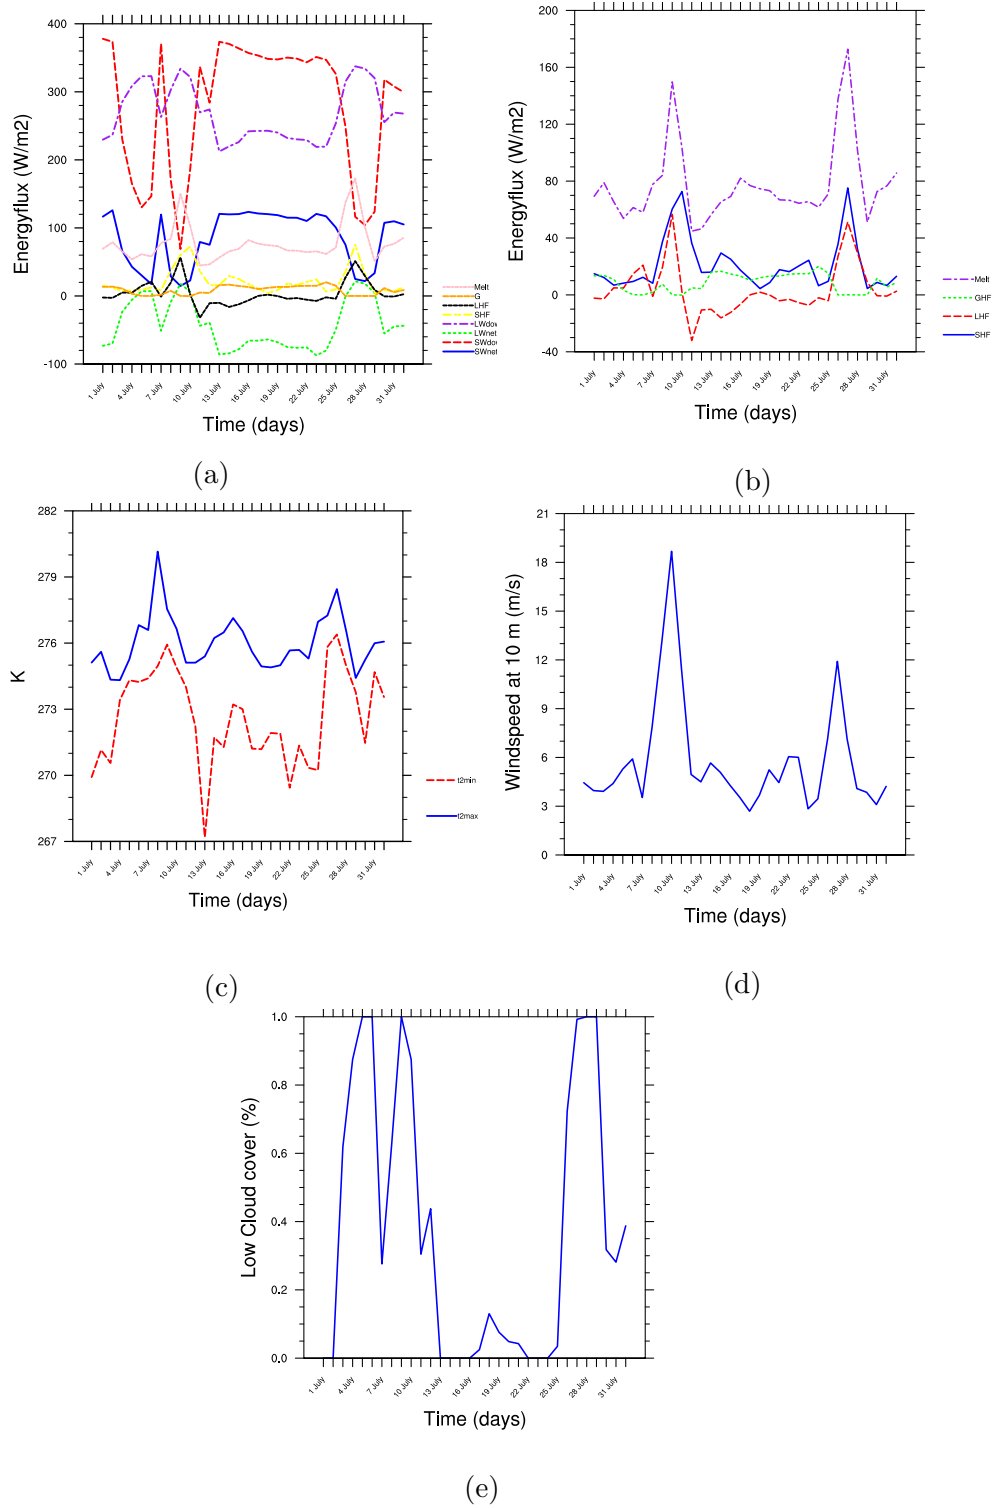 400
300
200
100
0
-100
Energyflux (W/m2)
1 July
4 July
7 July
10 July
13 July
16 July
19 July
22 July
25 July
28 July
31 July
Time (days)
Melt
G
LHF
SHF
LWdow
LWnet
SWdow
SWnet
(a)
200
160
120
80
40
0
-40
Energyflux (W/m2)
1 July
4 July
7 July
10 July
13 July
16 July
19 July
22 July
25 July
28 July
31 July
Time (days)
Melt
GHF
LHF
SHF
(b)
282
279
276
273
270
267
K
1 July
4 July
7 July
10 July
13 July
16 July
19 July
22 July
25 July
28 July
31 July
Time (days)
t2min
t2max
(c)
21
18
15
12
9
6
3
0
Windspeed at 10 m (m/s)
1 July
4 July
7 July
10 July
13 July
16 July
19 July
22 July
25 July
28 July
31 July
Time (days)
(d)
1.0
0.8
0.6
0.4
0.2
0.0
Low Cloud cover (%)
1 July
4 July
7 July
10 July
13 July
16 July
19 July
22 July
25 July
28 July
31 July
Time (days)
(e)